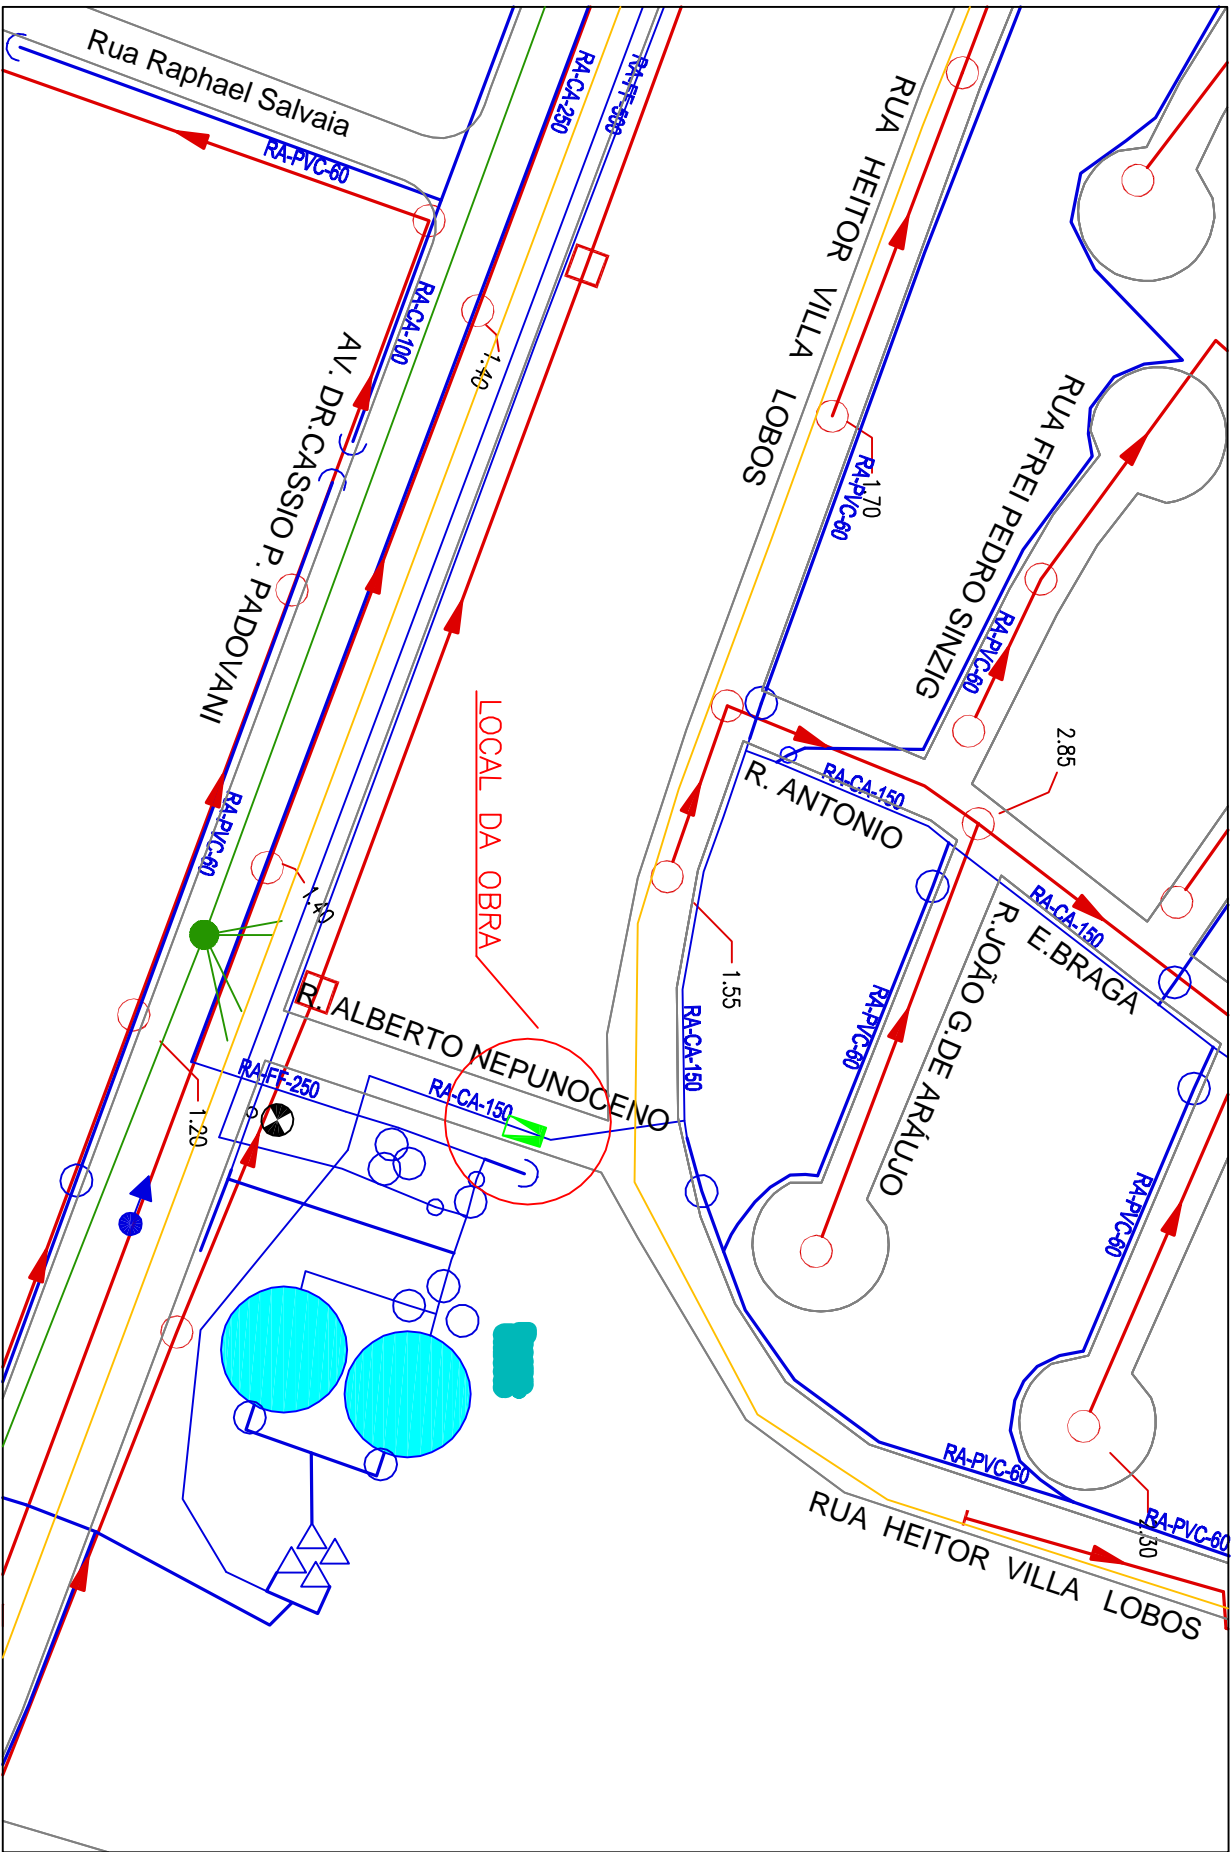 Rua Raphael Salvaia
RA-PVC-60
RA-CA-250
RA-FF-500
RUA HEITOR VILLA LOBOS
RA-CA-100
AV. DR.CASSIO P. PADOVANI
1.40
1.70
RA-PVC-60
RUA FREI PEDRO SINZIG
RA-PVC-60
2.85
RA-CA-150
R. ANTONIO
RA-CA-150
E.BRAGA
R.JOÃO G.DE ARAUJO
RA-PVC-60
LOCAL DA OBRA
1.55
RA-CA-150
RA-PVC-60
1.40
R. ALBERTO NEPUNOCENO
RA-FF-250
RA-CA-150
1.20
RA-PVC-60
RA-PVC-60
RA-PVC-60
RUA HEITOR VILLA LOBOS